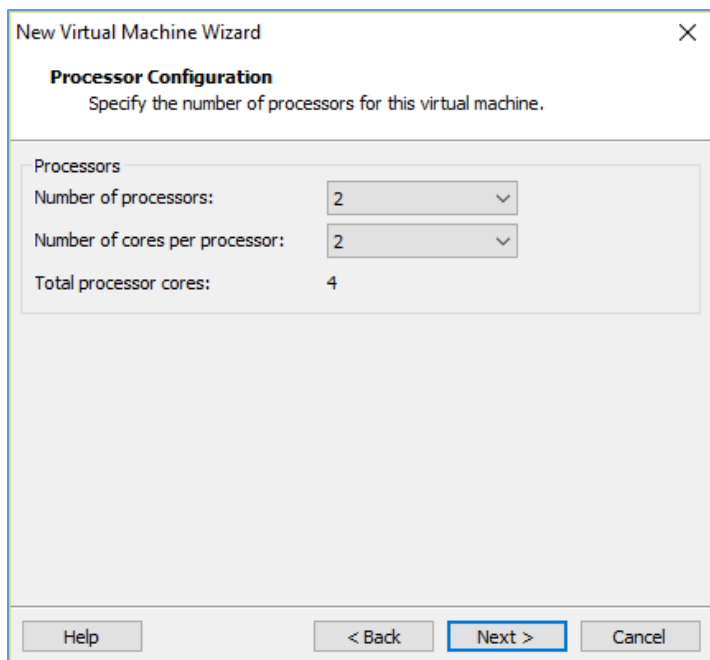 New Virtual Machine Wizard
Processor Configuration
Specify the number of processors for this virtual machine.
Processors
Number of processors: 2
Number of cores per processor: 2
Total processor cores: 4
Help < Back Next > Cancel